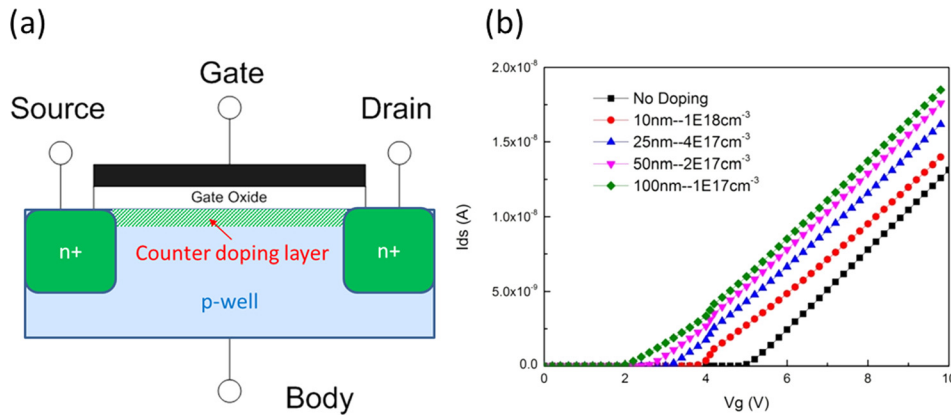 (a)
Gate
Source
Drain
Gate Oxide
n+
n+
Counter doping layer
p-well
Body
(b)
2.0x10⁻⁸
1.5x10⁻⁸
1.0x10⁻⁸
5.0x10⁻⁹
0.0
Ids (A)
No Doping
10nm--1E18cm⁻³
25nm--4E17cm⁻³
50nm--2E17cm⁻³
100nm--1E17cm⁻³
0 2 4 6 8 10
Vg (V)